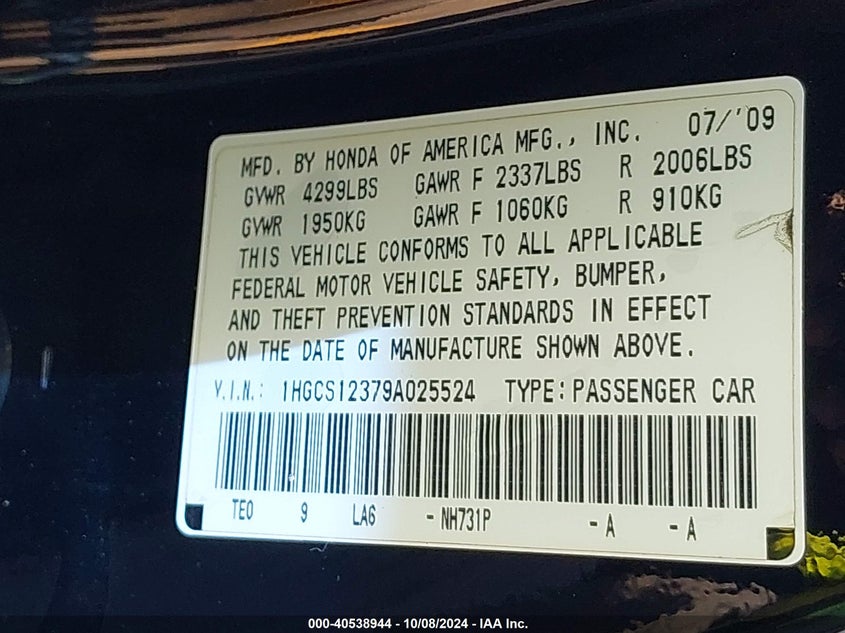 07/'09
MFD. BY HONDA OF AMERICA MFG., INC.
GVWR 4299LBS GAWR F 2337LBS R 2006LBS
GVWR 1950KG GAWR F 1060KG R 910KG
THIS VEHICLE CONFORMS TO ALL APPLICABLE
FEDERAL MOTOR VEHICLE SAFETY, BUMPER,
AND THEFT PREVENTION STANDARDS IN EFFECT
ON THE DATE OF MANUFACTURE SHOWN ABOVE.
V.I.N.: 1HGCS12379A025524 TYPE: PASSENGER CAR
TE0 9 LA6 - NH731P - A - A
000-40538944 - 10/08/2024 - IAA Inc.